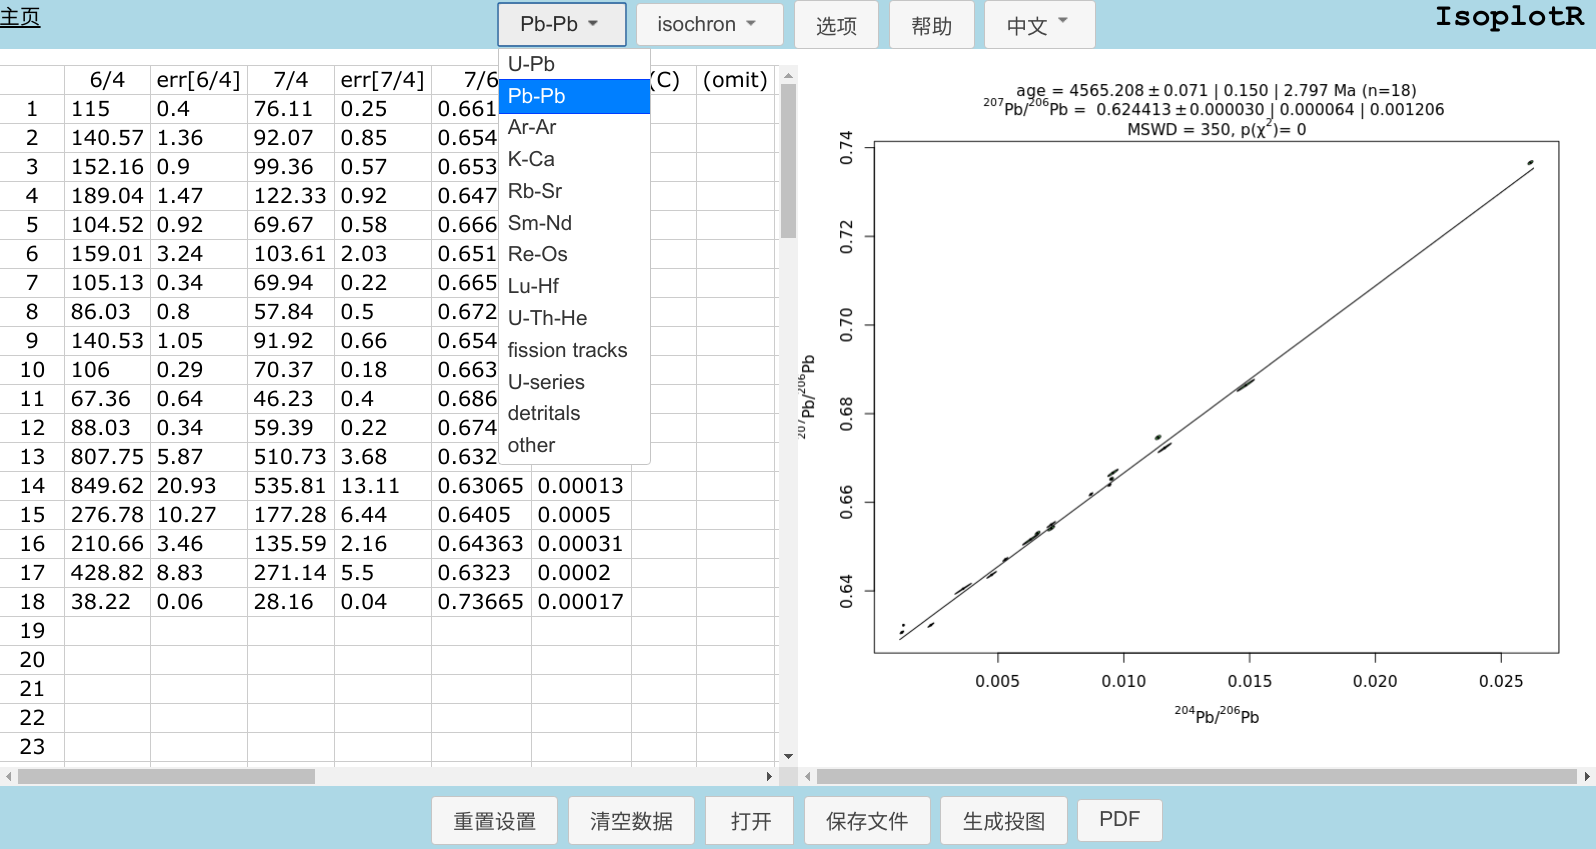 主页
Pb-Pb
isochron
选项
帮助
中文
IsoplotR
U-Pb
Pb-Pb
Ar-Ar
K-Ca
Rb-Sr
Sm-Nd
Re-Os
Lu-Hf
U-Th-He
fission tracks
U-series
detritals
other
6/4 err[6/4] 7/4 err[7/4] 7/6 (C) (omit)
1 115 0.4 76.11 0.25 0.661
2 140.57 1.36 92.07 0.85 0.654
3 152.16 0.9 99.36 0.57 0.653
4 189.04 1.47 122.33 0.92 0.647
5 104.52 0.92 69.67 0.58 0.666
6 159.01 3.24 103.61 2.03 0.651
7 105.13 0.34 69.94 0.22 0.665
8 86.03 0.8 57.84 0.5 0.672
9 140.53 1.05 91.92 0.66 0.654
10 106 0.29 70.37 0.18 0.663
11 67.36 0.64 46.23 0.4 0.686
12 88.03 0.34 59.39 0.22 0.674
13 807.75 5.87 510.73 3.68 0.632
14 849.62 20.93 535.81 13.11 0.63065 0.00013
15 276.78 10.27 177.28 6.44 0.6405 0.0005
16 210.66 3.46 135.59 2.16 0.64363 0.00031
17 428.82 8.83 271.14 5.5 0.6323 0.0002
18 38.22 0.06 28.16 0.04 0.73665 0.00017
19
20
21
22
23
age = 4565.208 ± 0.071 | 0.150 | 2.797 Ma (n=18)
²⁰⁷Pb/²⁰⁶Pb = 0.624413 ± 0.000030 | 0.000064 | 0.001206
MSWD = 350, p(χ²)= 0
0.74
0.72
0.70
0.68
0.66
0.64
²⁰⁷Pb/²⁰⁶Pb
0.005 0.010 0.015 0.020 0.025
²⁰⁴Pb/²⁰⁶Pb
重置设置
清空数据
打开
保存文件
生成投图
PDF